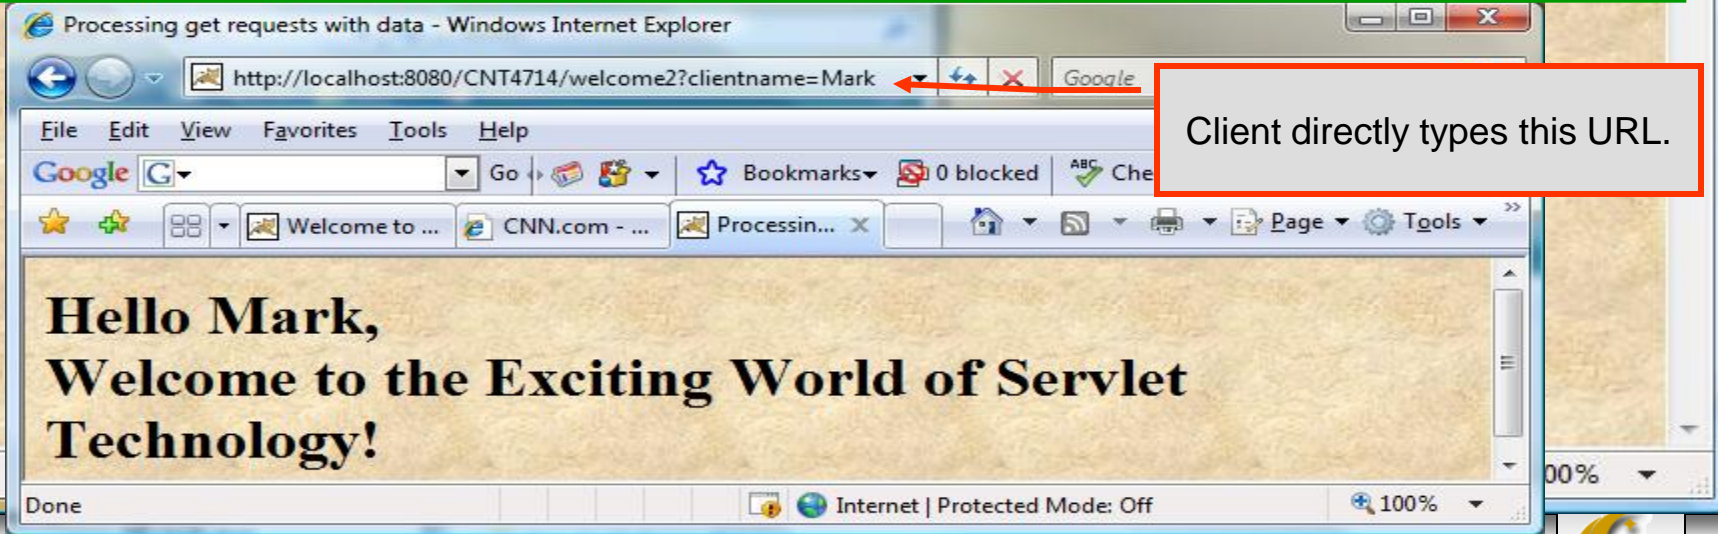 Processing get requests with data - Windows Internet Explorer
http://localhost:8080/CNT4714/welcome2?clientname=Mark
Google
Client directly types this URL.
File Edit View Favorites Tools Help
Google G Go Bookmarks 0 blocked ABC Che
Welcome to ... CNN.com - ... Processin... Page Tools
Hello Mark,
Welcome to the Exciting World of Servlet
Technology!
00%
Done Internet | Protected Mode: Off 100%